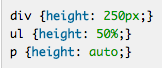 div {height: 250px;}
ul {height: 50%;}
p {height: auto;}